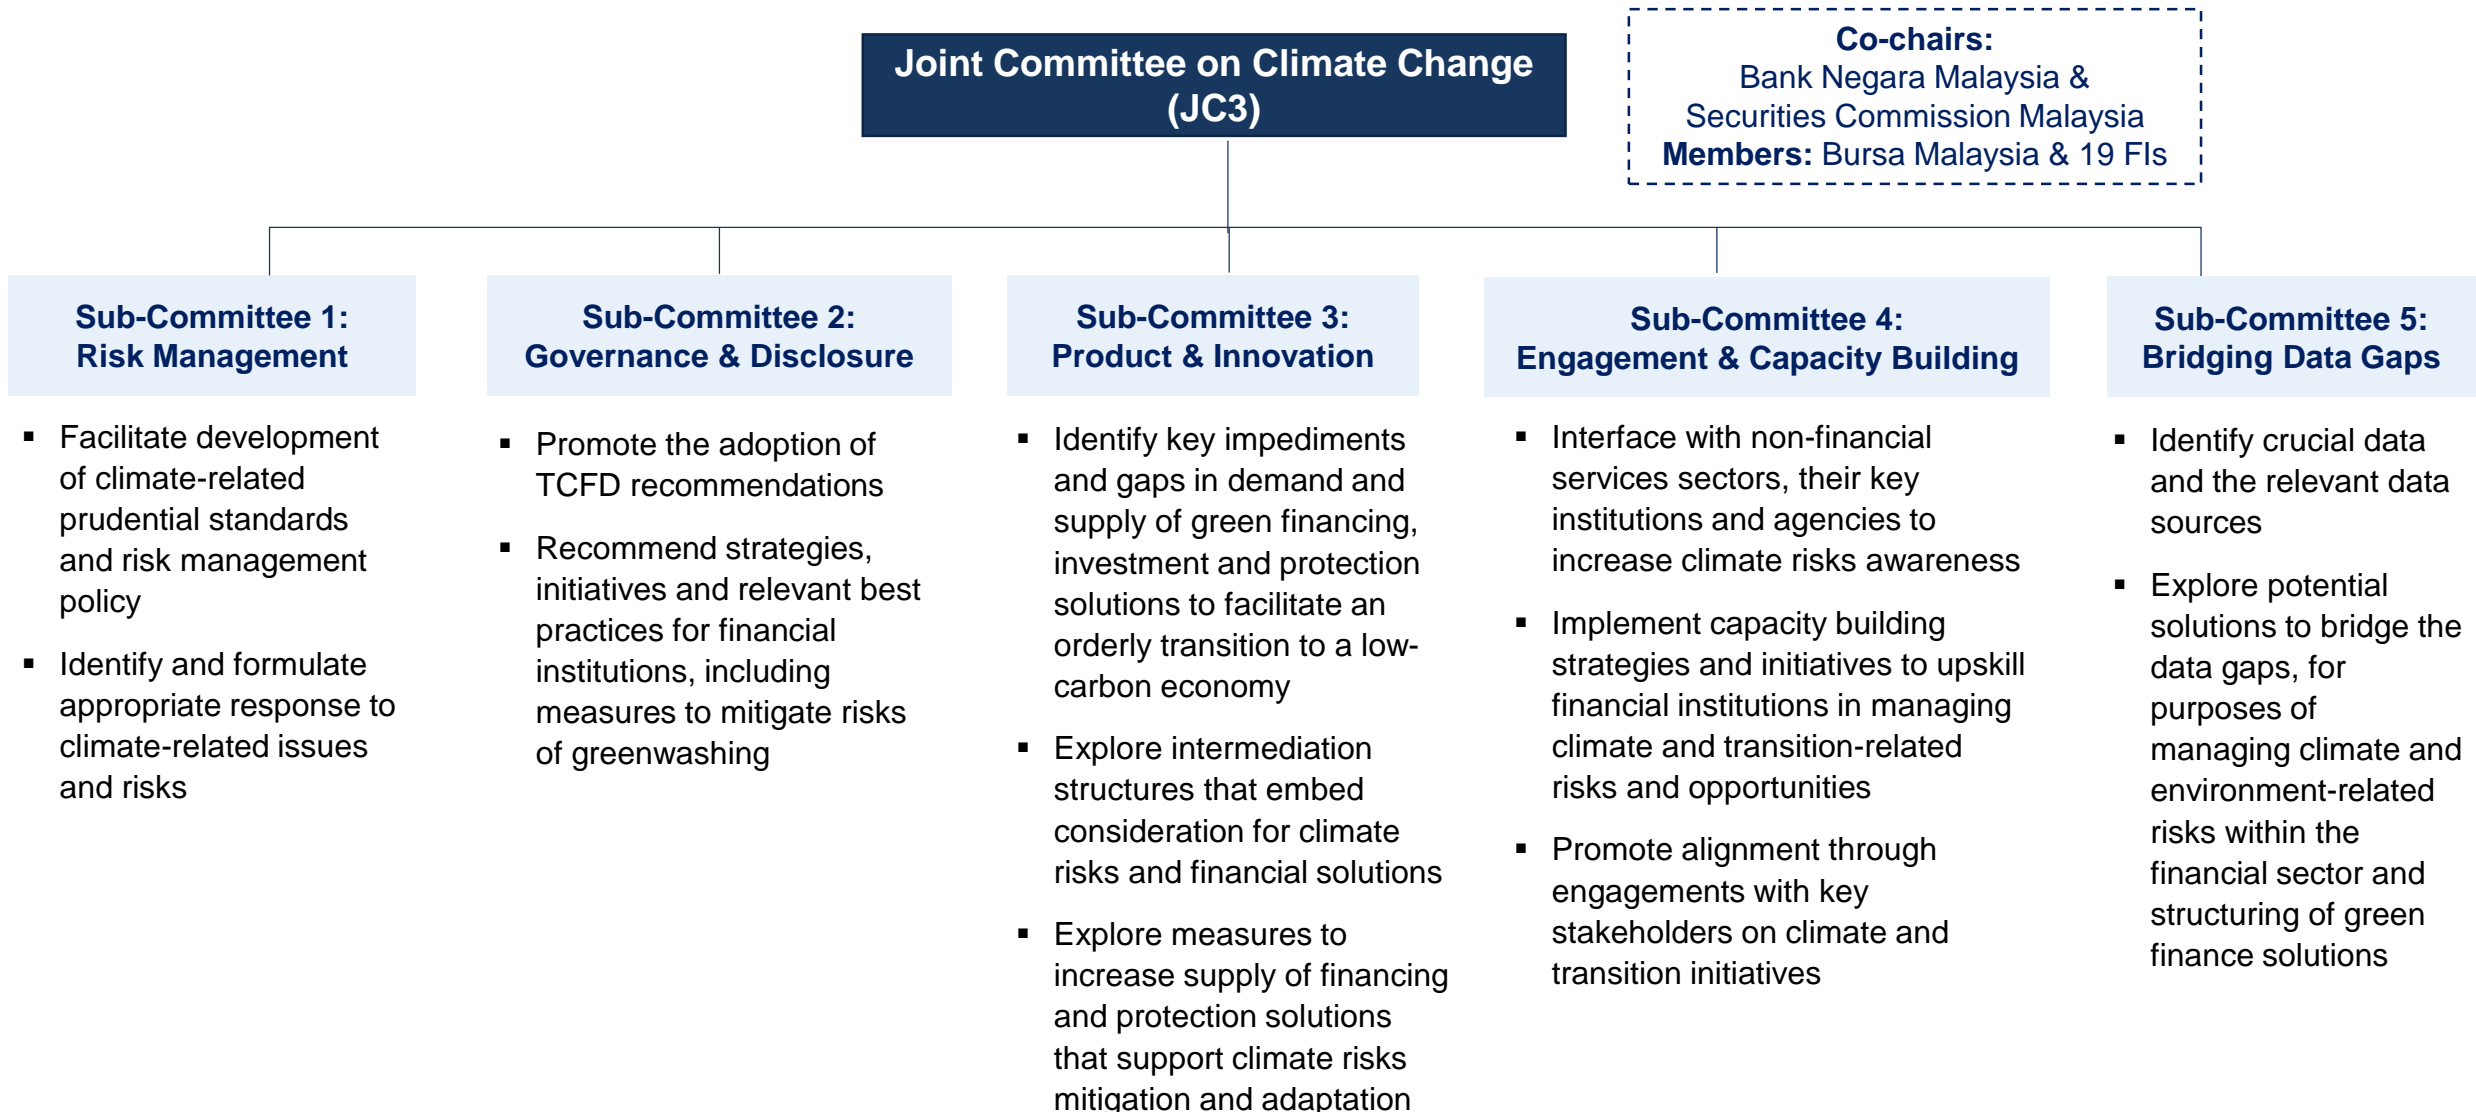 Joint Committee on Climate Change
(JC3)
Co-chairs:
Bank Negara Malaysia &
Securities Commission Malaysia
Members: Bursa Malaysia & 19 FIs
Sub-Committee 1:
Risk Management
▪ Facilitate development
of climate-related
prudential standards
and risk management
policy
▪ Identify and formulate
appropriate response to
climate-related issues
and risks
Sub-Committee 2:
Governance & Disclosure
▪ Promote the adoption of
TCFD recommendations
▪ Recommend strategies,
initiatives and relevant best
practices for financial
institutions, including
measures to mitigate risks
of greenwashing
Sub-Committee 3:
Product & Innovation
▪ Identify key impediments
and gaps in demand and
supply of green financing,
investment and protection
solutions to facilitate an
orderly transition to a low-
carbon economy
▪ Explore intermediation
structures that embed
consideration for climate
risks and financial solutions
▪ Explore measures to
increase supply of financing
and protection solutions
that support climate risks
mitigation and adaptation
Sub-Committee 4:
Engagement & Capacity Building
▪ Interface with non-financial
services sectors, their key
institutions and agencies to
increase climate risks awareness
▪ Implement capacity building
strategies and initiatives to upskill
financial institutions in managing
climate and transition-related
risks and opportunities
▪ Promote alignment through
engagements with key
stakeholders on climate and
transition initiatives
Sub-Committee 5:
Bridging Data Gaps
▪ Identify crucial data
and the relevant data
sources
▪ Explore potential
solutions to bridge the
data gaps, for
purposes of
managing climate and
environment-related
risks within the
financial sector and
structuring of green
finance solutions